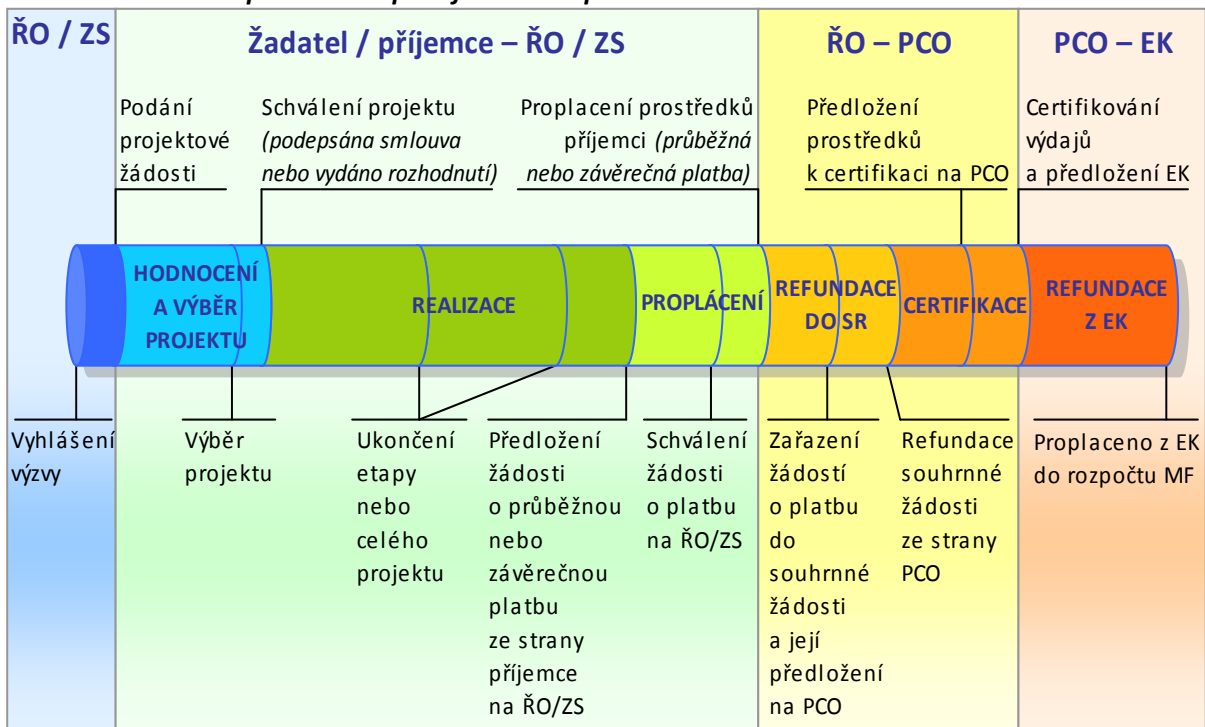 ŘO / ZS
Žadatel / příjemce – ŘO / ZS
ŘO – PCO
PCO – EK
Podání
projektové
žádosti
Schválení projektu
(podepsána smlouva
nebo vydáno rozhodnutí)
Proplacení prostředků
příjemci (průběžná
nebo závěrečná platba)
Předložení
prostředků
k certifikaci na PCO
Certifikování
výdajů
a předložení EK
HODNOCENÍ
A VÝBĚR
PROJEKTU
REALIZACE
PROPLÁCENÍ
REFUNDACE
DO SR
CERTIFIKACE
REFUNDACE
Z EK
Vyhlášení
výzvy
Výběr
projektu
Ukončení
etapy
nebo
celého
projektu
Předložení
žádosti
o průběžnou
nebo
závěrečnou
platbu
ze strany
příjemce
na ŘO/ZS
Schválení
žádosti
o platbu
na ŘO/ZS
Zařazení
žádostí
o platbu
do
souhrnné
žádosti
a její
předložení
na PCO
Refundace
souhrnné
žádosti
ze strany
PCO
Proplaceno z EK
do rozpočtu MF